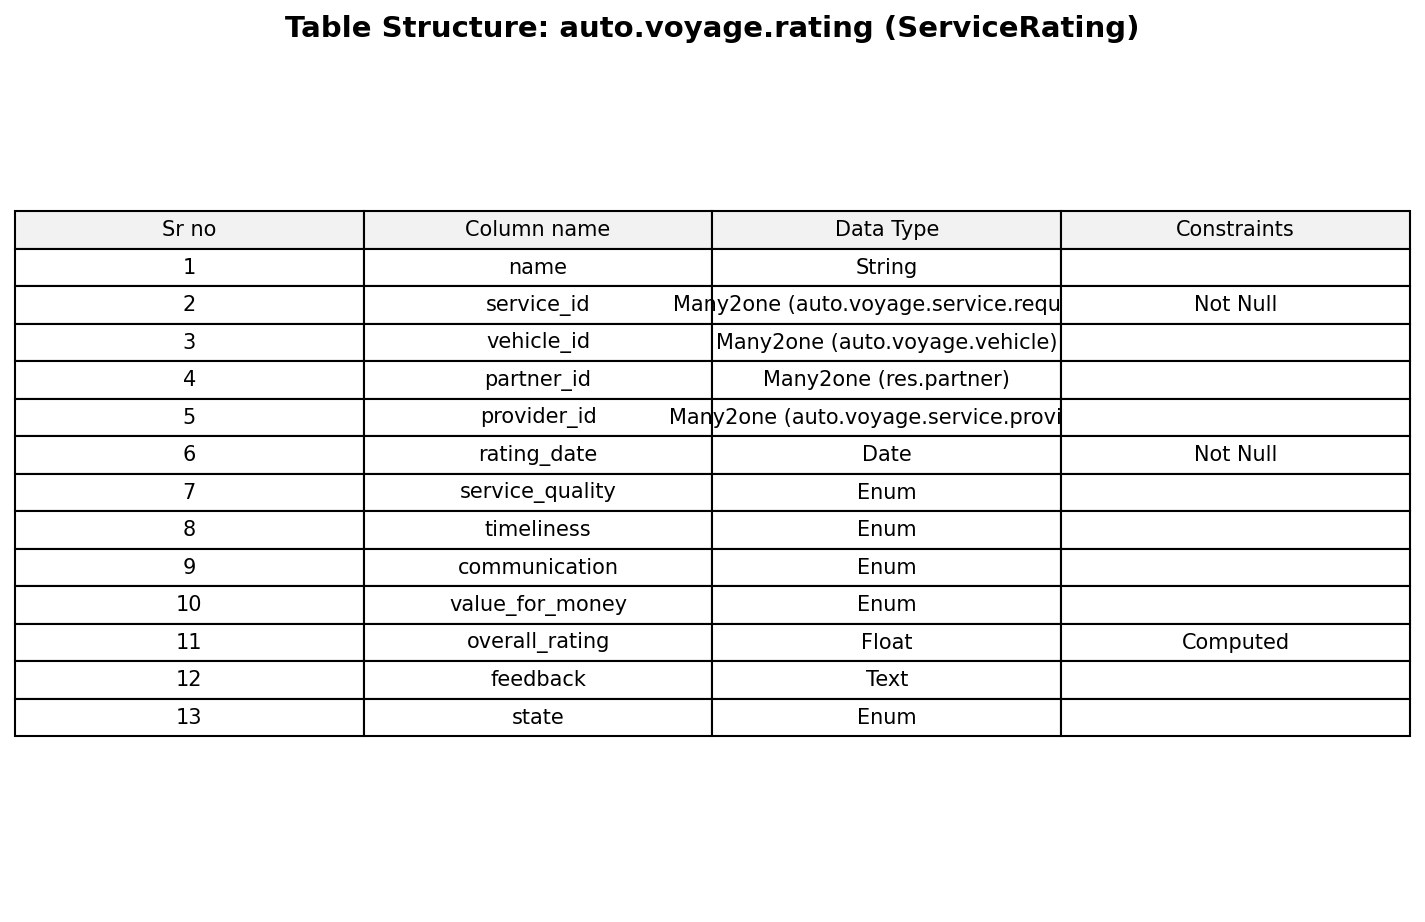 Table Structure: auto.voyage.rating (ServiceRating)
Sr no Column name Data Type Constraints
1 name String
2 service_id Many2one (auto.voyage.service.requ Not Null
3 vehicle_id Many2one (auto.voyage.vehicle)
4 partner_id Many2one (res.partner)
5 provider_id Many2one (auto.voyage.service.provi
6 rating_date Date Not Null
7 service_quality Enum
8 timeliness Enum
9 communication Enum
10 value_for_money Enum
11 overall_rating Float Computed
12 feedback Text
13 state Enum